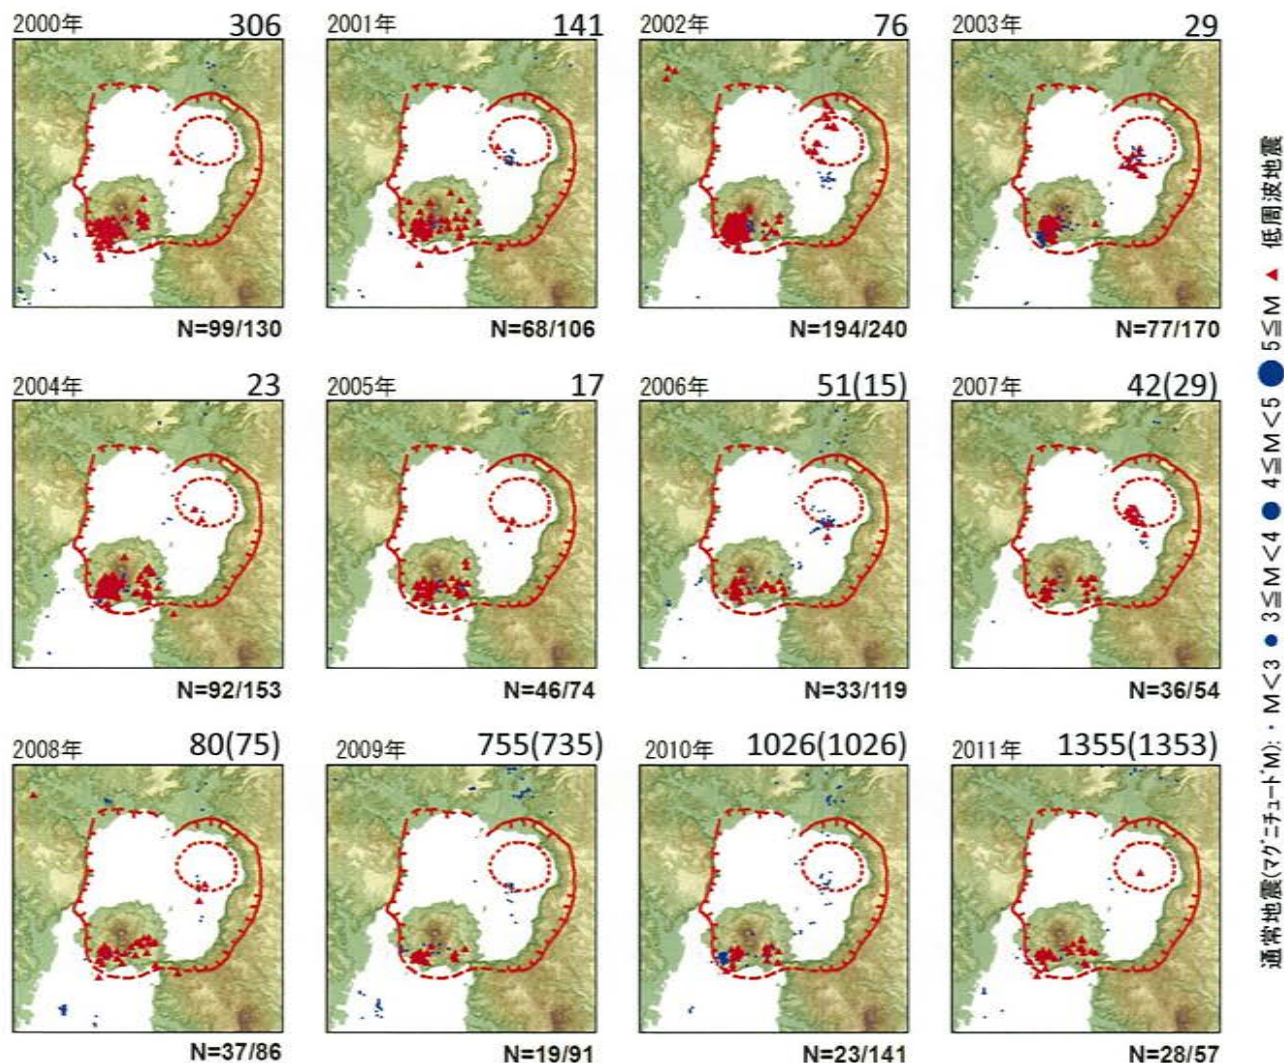 2000年 306
2001年 141
2002年 76
2003年 29
N=99/130
N=68/106
N=194/240
N=77/170
2004年 23
2005年 17
2006年 51(15)
2007年 42(29)
N=92/153
N=46/74
N=33/119
N=36/54
2008年 80(75)
2009年 755(735)
2010年 1026(1026)
2011年 1355(1353)
N=37/86
N=19/91
N=23/141
N=28/57
通常地震(マグニチュードM): ・M<3 ● 3≦M<4 ● 4≦M<5 ● 5≦M ▲ 低周波地震